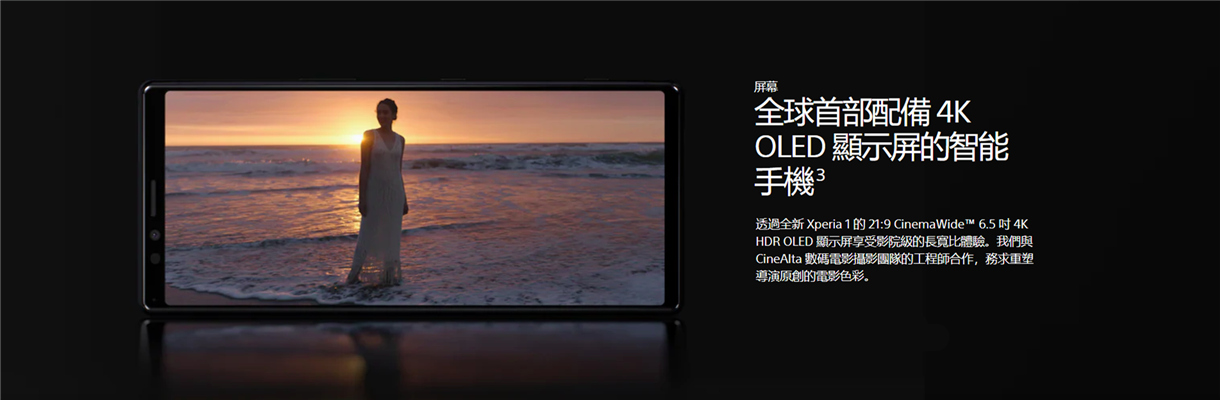 屏幕
全球首部配備 4K
OLED 顯示屏的智能
手機³
透過全新 Xperia 1 的 21:9 CinemaWide™ 6.5 吋 4K
HDR OLED 顯示屏享受影院級的長寬比體驗。我們與
CineAlta 數碼電影攝影團隊的工程師合作，務求重塑
導演原創的電影色彩。